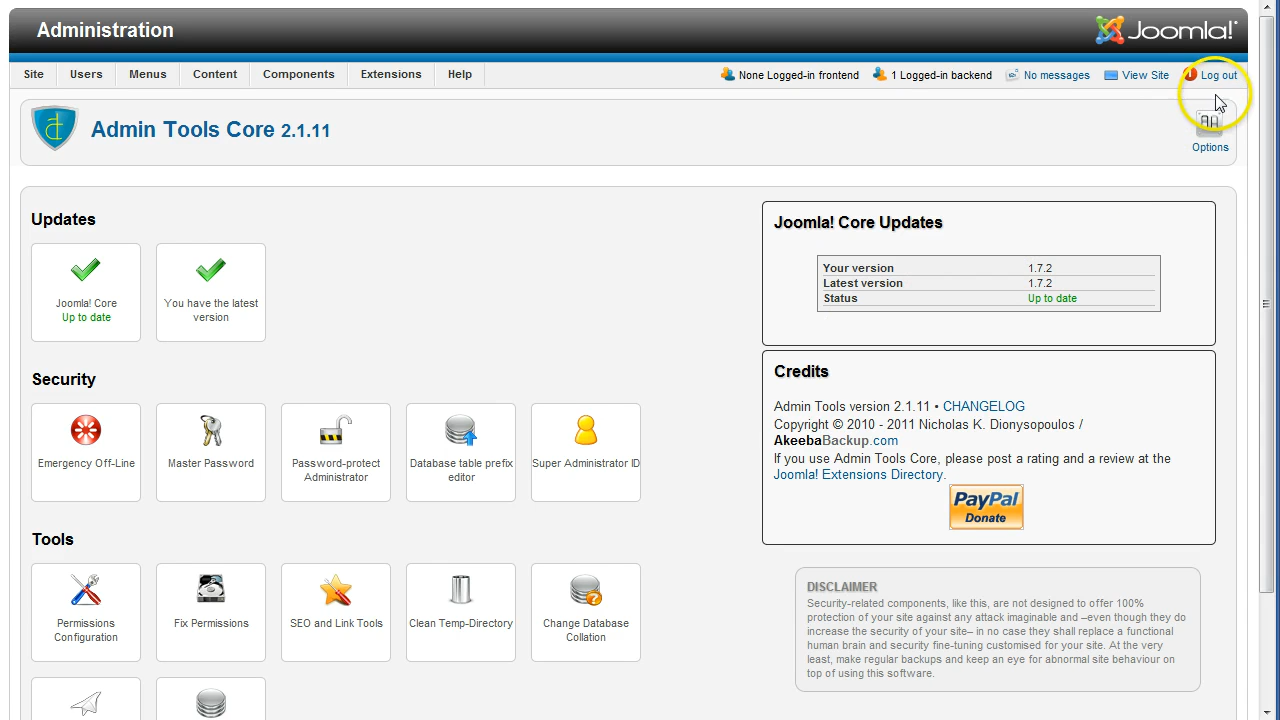 Administration
Joomla!
Site Users Menus Content Components Extensions Help
None Logged-in frontend 1 Logged-in backend No messages View Site Log out
Admin Tools Core 2.1.11
Options
Updates
Joomla! Core
Up to date
You have the latest
version
Joomla! Core Updates
Your version 1.7.2
Latest version 1.7.2
Status Up to date
Security
Emergency Off-Line
Master Password
Password-protect
Administrator
Database table prefix
editor
Super Administrator ID
Credits
Admin Tools version 2.1.11 • CHANGELOG
Copyright © 2010 - 2011 Nicholas K. Dionysopoulos /
AkeebaBackup.com
If you use Admin Tools Core, please post a rating and a review at the
Joomla! Extensions Directory.
PayPal
Donate
Tools
Permissions
Configuration
Fix Permissions
SEO and Link Tools
Clean Temp-Directory
Change Database
Collation
DISCLAIMER
Security-related components, like this, are not designed to offer 100%
protection of your site against any attack imaginable and –even though they do
increase the security of your site– in no case they shall replace a functional
human brain and security fine-tuning customised for your site. At the very
least, make regular backups and keep an eye for abnormal site behaviour on
top of using this software.